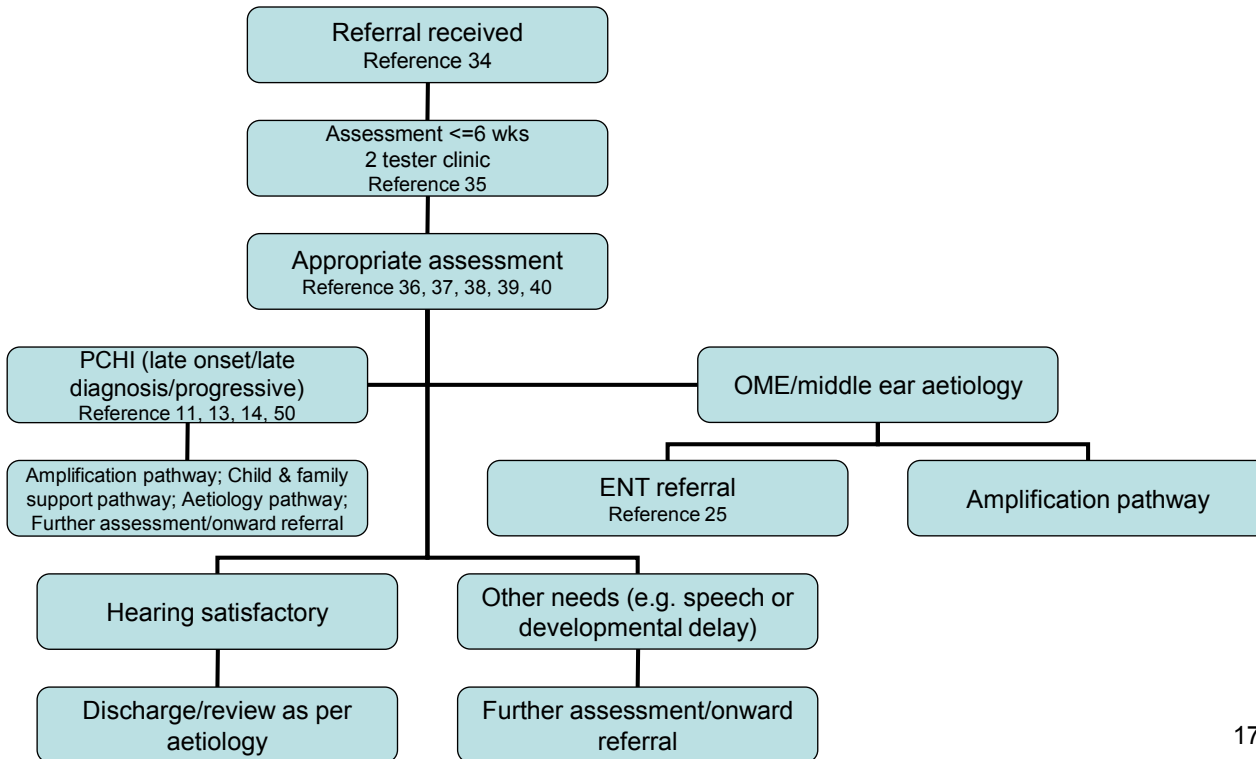 Referral received
Reference 34
Assessment <=6 wks
2 tester clinic
Reference 35
Appropriate assessment
Reference 36, 37, 38, 39, 40
PCHI (late onset/late
diagnosis/progressive)
Reference 11, 13, 14, 50
OME/middle ear aetiology
Amplification pathway; Child & family
support pathway; Aetiology pathway;
Further assessment/onward referral
ENT referral
Reference 25
Amplification pathway
Hearing satisfactory
Other needs (e.g. speech or
developmental delay)
Discharge/review as per
aetiology
Further assessment/onward
referral
17